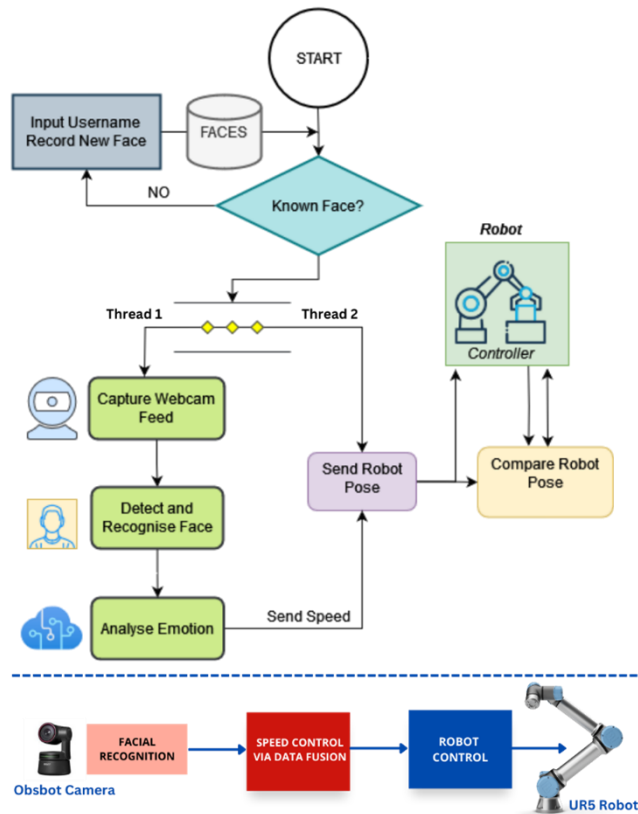 START
Input Username
Record New Face
FACES
NO
Known Face?
Robot
Controller
Thread 1
Thread 2
Capture Webcam
Feed
Detect and
Recognise Face
Analyse Emotion
Send Speed
Send Robot
Pose
Compare Robot
Pose
FACIAL
RECOGNITION
SPEED CONTROL
VIA DATA FUSION
ROBOT
CONTROL
Obsbot Camera
UR5 Robot